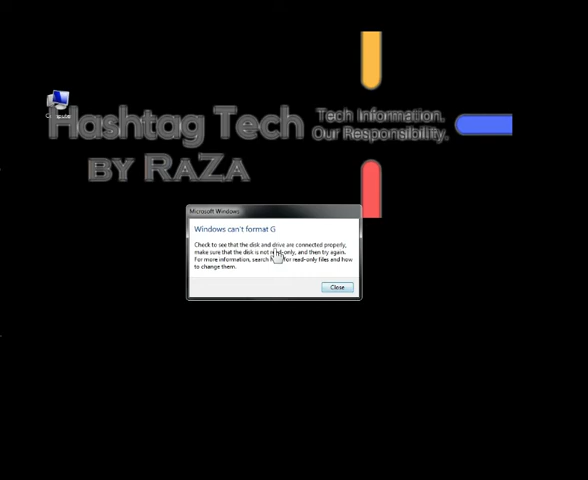 Computer
Hashtag Tech
BY RAZA
Tech Information.
Our Responsibility.
Microsoft Windows
Windows can't format G
Check to see that the disk and drive are connected properly,
make sure that the disk is not read-only, and then try again.
For more information, search for read-only files and how
to change them.
Close